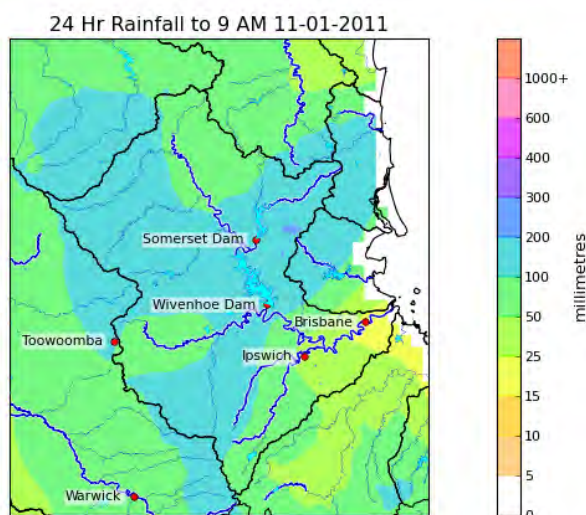 24 Hr Rainfall to 9 AM 11-01-2011
Somerset Dam
Wivenhoe Dam
Brisbane
Toowoomba
Ipswich
Warwick
1000+
600
400
300
200
100
50
25
15
10
5
0
millimetres